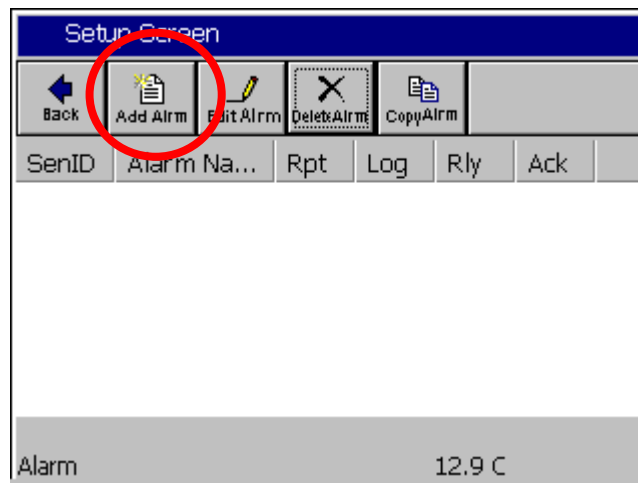 Setup Screen
Back Add Alrm Edit Alrm DeleteAlrm CopyAlrm
SenID Alarm Na... Rpt Log Rly Ack
Alarm 12.9 C